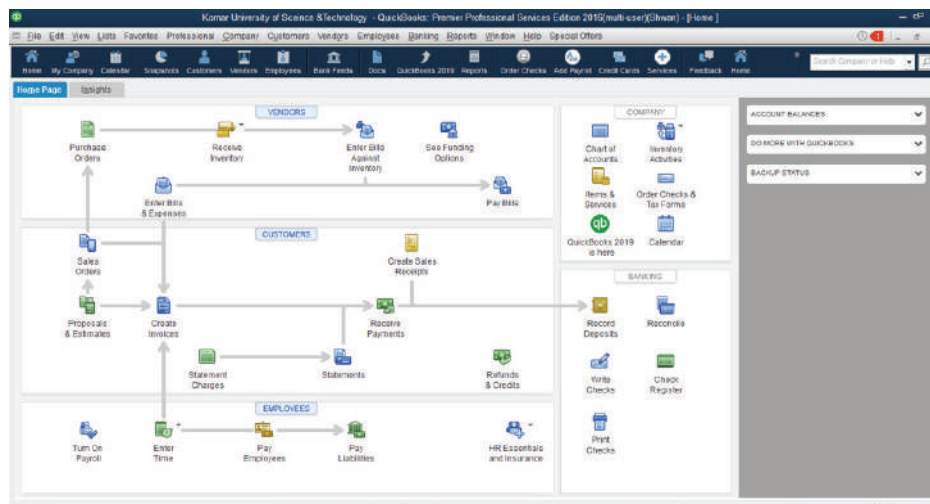 Komar University of Sceince &Technology - QuickBooks: Premier Professional Services Edition 2016(multi-user)(Shwan) - [Home ]
File Edit View Lists Favorites Professional Company Customers Vendors Employees Banking Reports Window Help Special Offers
1
Home My Company Calendar Snapshots Customers Vendors Employees Bank Feeds Docs QuickBooks 2019 Reports Order Checks Add Payroll Credit Cards Services Feedback Home
Search Company or Help
Home Page Insights
VENDORS
Purchase Orders
Receive Inventory
Enter Bills Against Inventory
See Funding Options
Enter Bills & Expenses
Pay Bills
CUSTOMERS
Sales Orders
Create Sales Receipts
Proposals & Estimates
Create Invoices
Receive Payments
Statement Charges
Statements
Refunds & Credits
EMPLOYEES
Turn On Payroll
Enter Time
Pay Employees
Pay Liabilities
HR Essentials and Insurance
COMPANY
Chart of Accounts
Inventory Activities
Items & Services
Order Checks & Tax Forms
qb
QuickBooks 2019 is here
Calendar
BANKING
Record Deposits
Reconcile
Write Checks
Check Register
Print Checks
ACCOUNT BALANCES
DO MORE WITH QUICKBOOKS
BACKUP STATUS